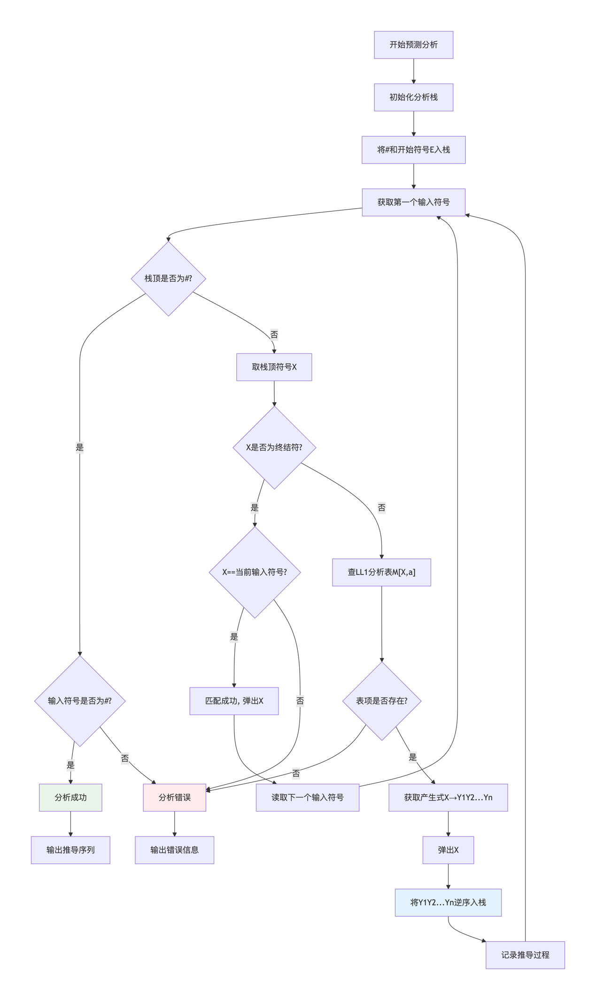 开始预测分析
初始化分析栈
将#和开始符号E入栈
获取第一个输入符号
栈顶是否为#?
否
取栈顶符号X
是
X是否为终结符?
是
否
X==当前输入符号?
查LL1分析表M[X,a]
是
输入符号是否为#?
匹配成功, 弹出X
否
表项是否存在?
是
否
否
是
分析成功
分析错误
读取下一个输入符号
获取产生式X→Y1Y2...Yn
输出推导序列
输出错误信息
弹出X
将Y1Y2...Yn逆序入栈
记录推导过程